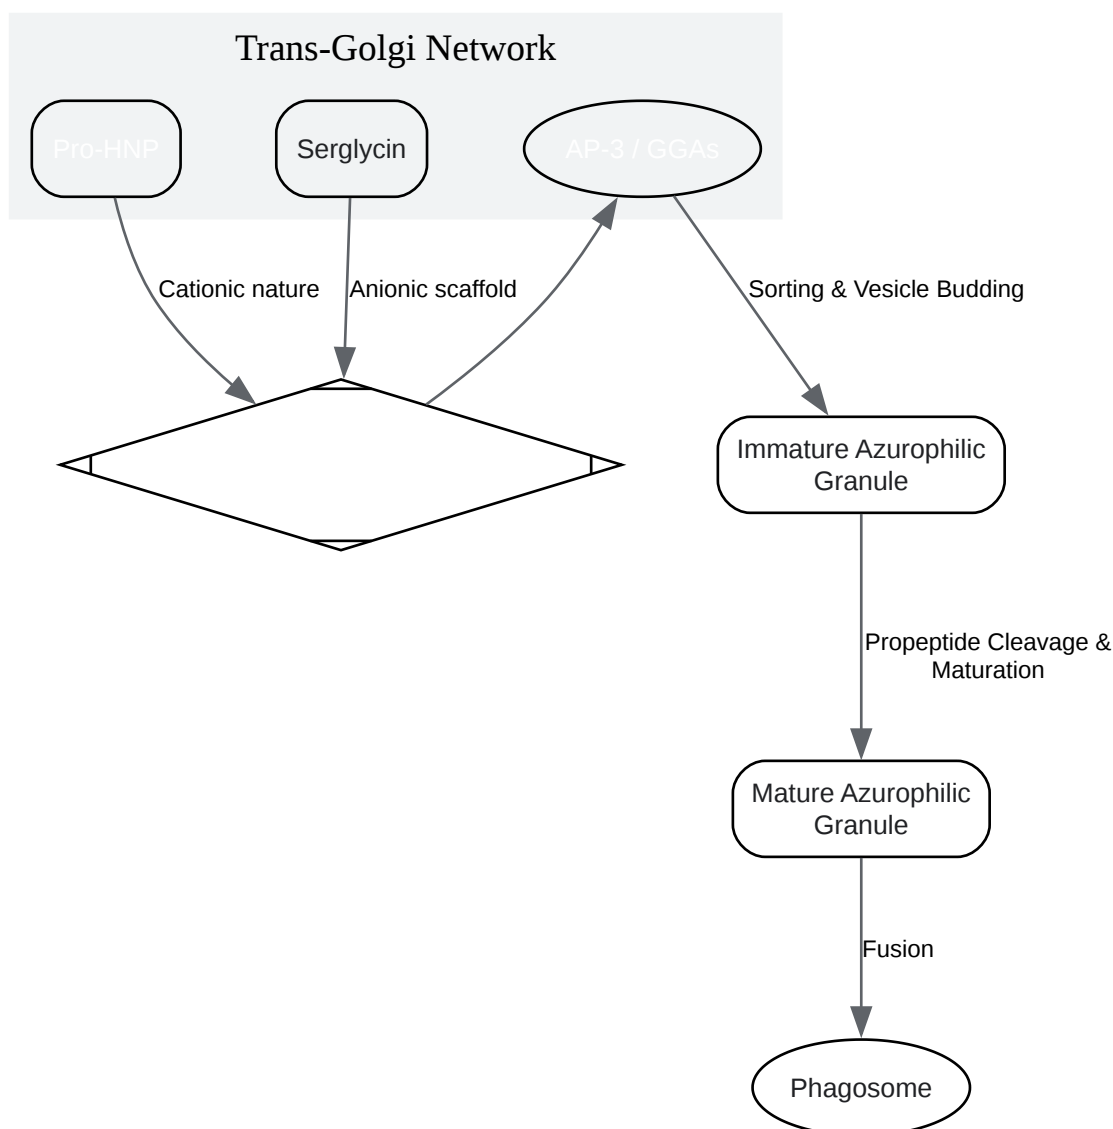 Trans-Golgi Network
Pro-HNP
Serglycin
AP-3 / GGAs
Cationic nature
Anionic scaffold
Sorting & Vesicle Budding
Immature Azurophilic
Granule
Propeptide Cleavage &
Maturation
Mature Azurophilic
Granule
Fusion
Phagosome